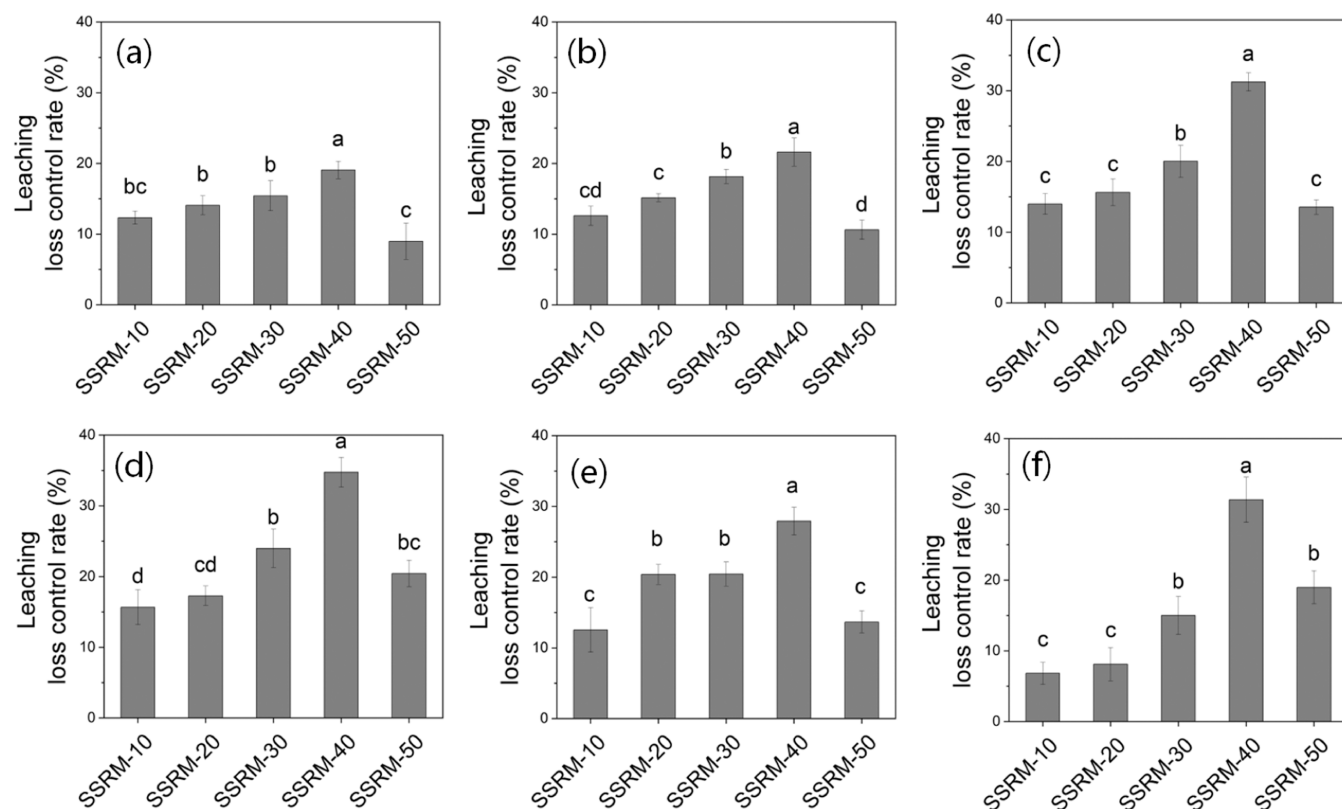 (a)
Leaching
loss control rate (%)
40
30
20
10
0
bc
b
b
a
c
SSRM-10
SSRM-20
SSRM-30
SSRM-40
SSRM-50
(b)
Leaching
loss control rate (%)
40
30
20
10
0
cd
c
b
a
d
SSRM-10
SSRM-20
SSRM-30
SSRM-40
SSRM-50
(c)
Leaching
loss control rate (%)
40
30
20
10
0
c
c
b
a
c
SSRM-10
SSRM-20
SSRM-30
SSRM-40
SSRM-50
(d)
Leaching
loss control rate (%)
40
30
20
10
0
d
cd
b
a
bc
SSRM-10
SSRM-20
SSRM-30
SSRM-40
SSRM-50
(e)
Leaching
loss control rate (%)
40
30
20
10
0
c
b
b
a
c
SSRM-10
SSRM-20
SSRM-30
SSRM-40
SSRM-50
(f)
Leaching
loss control rate (%)
40
30
20
10
0
c
c
b
a
b
SSRM-10
SSRM-20
SSRM-30
SSRM-40
SSRM-50